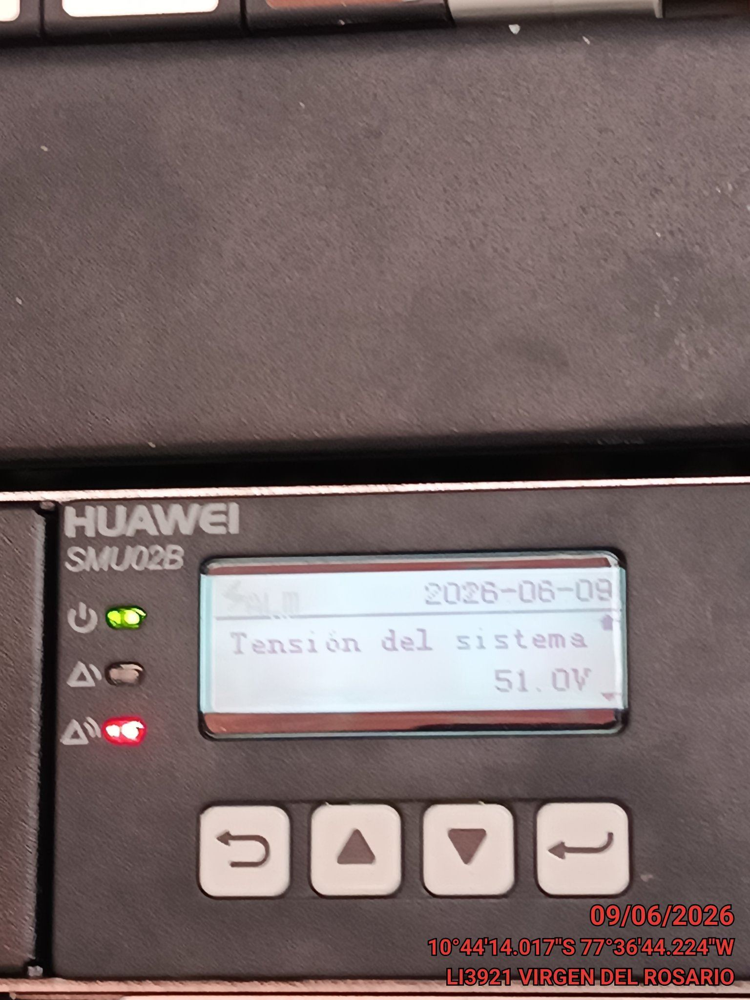 HUAWEI
SMU02B
ALM 2026-06-09
Tensión del sistema
51.0V
09/06/2026
10°44'14.017"S 77°36'44.224"W
LI3921 VIRGEN DEL ROSARIO